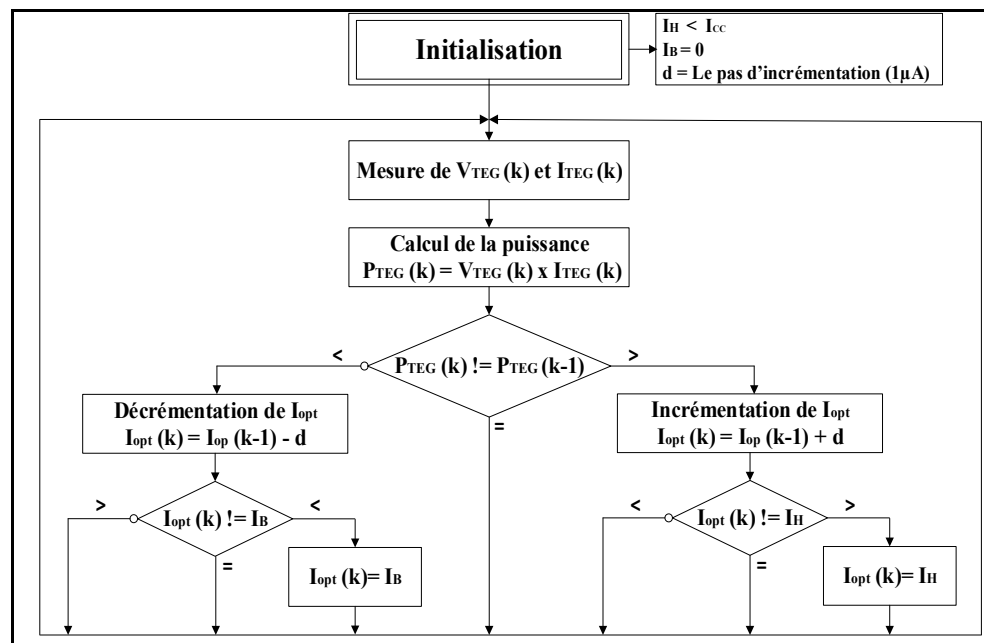 Initialisation
IH < ICC
IB = 0
d = Le pas d'incrémentation (1µA)
Mesure de VTEG (k) et ITEG (k)
Calcul de la puissance
PTEG (k) = VTEG (k) x ITEG (k)
<
PTEG (k) != PTEG (k-1)
>
=
Décrémentation de Iopt
Iopt (k) = Iop (k-1) - d
Incrémentation de Iopt
Iopt (k) = Iop (k-1) + d
>
Iopt (k) != IB
<
=
Iopt (k)= IB
<
Iopt (k) != IH
>
=
Iopt (k)= IH